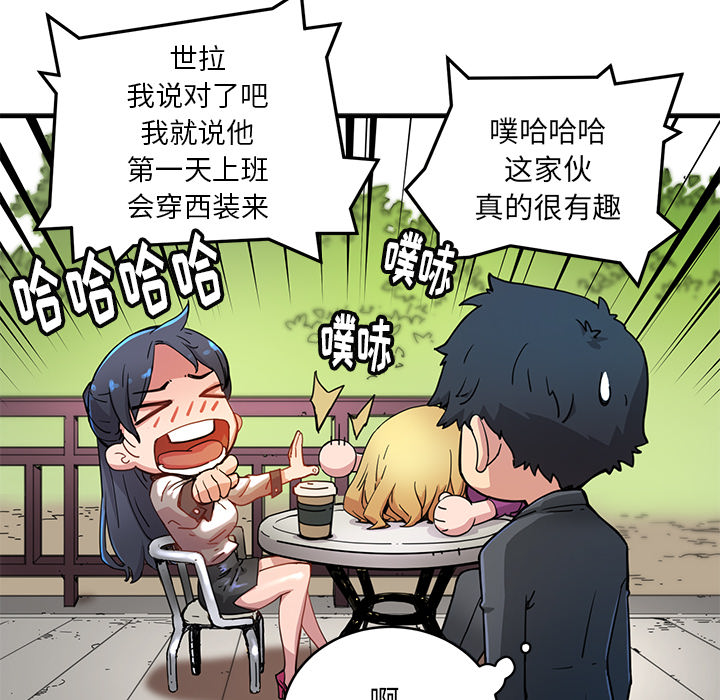 世拉
我说对了吧
我就说他
第一天上班
会穿西装来
噗哈哈哈
这家伙
真的很有趣
哈哈哈哈
噗哧
噗哧
啊